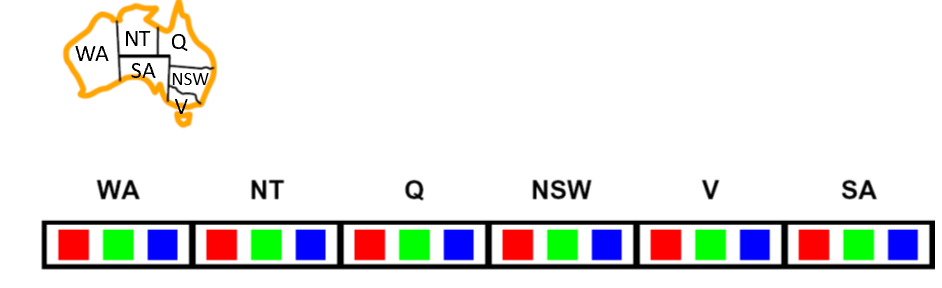 NT Q
WA
SA NSW
V
WA NT Q NSW V SA